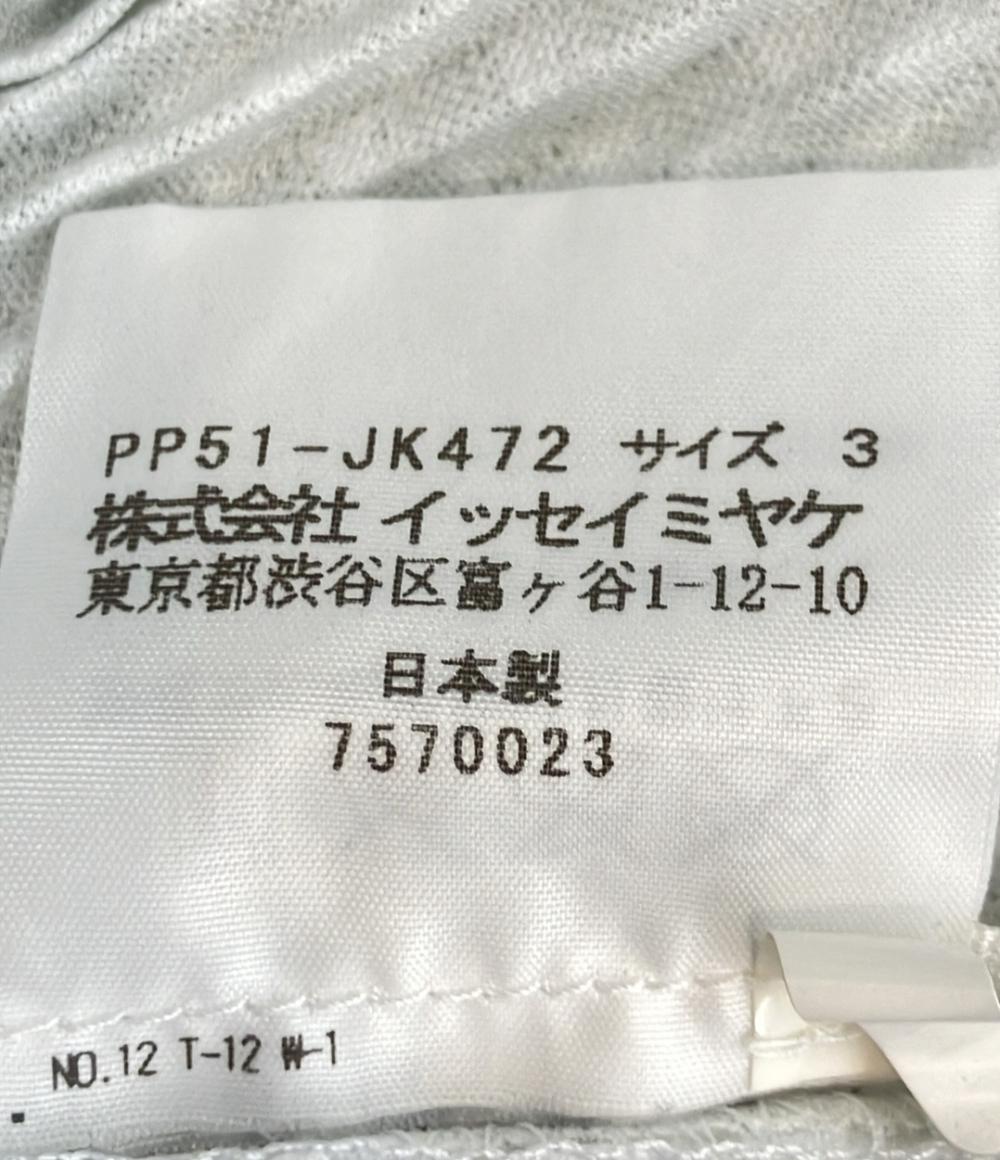 PP51-JK472 サイズ 3
株式会社 イッセイミヤケ
東京都渋谷区富ヶ谷1-12-10
日本製
7570023
NO.12 T-12 W-1